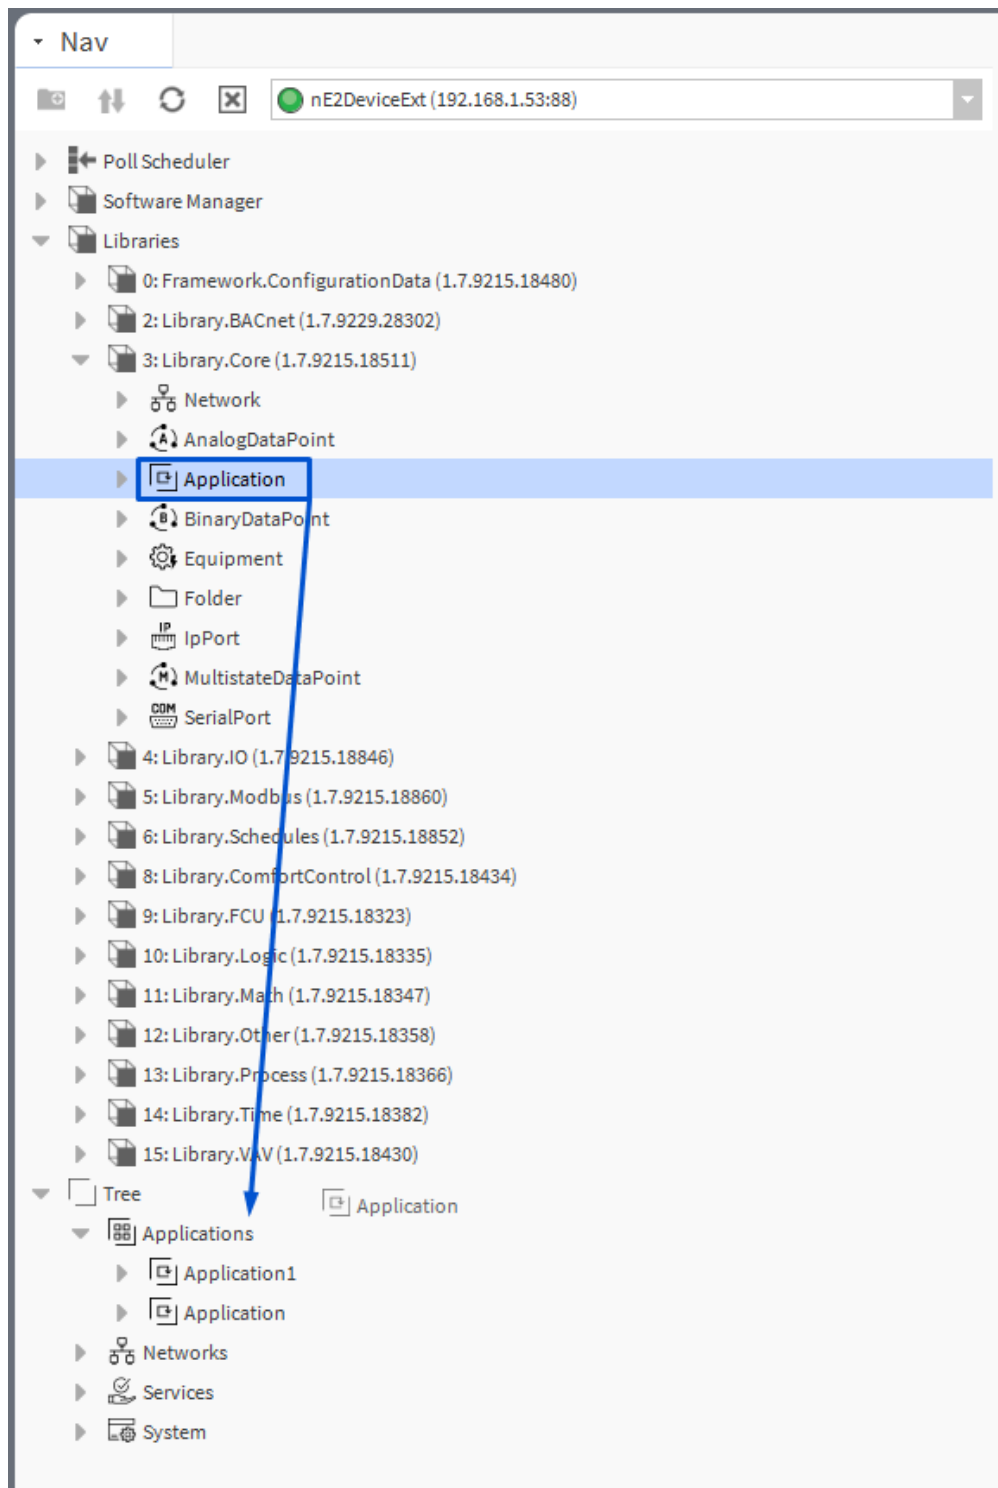 Nav
nE2DeviceExt (192.168.1.53:88)
Poll Scheduler
Software Manager
Libraries
0: Framework.ConfigurationData (1.7.9215.18480)
2: Library.BACnet (1.7.9229.28302)
3: Library.Core (1.7.9215.18511)
Network
AnalogDataPoint
Application
BinaryDataPoint
Equipment
Folder
IP
IpPort
MultistateDataPoint
COM
SerialPort
4: Library.IO (1.7.9215.18846)
5: Library.Modbus (1.7.9215.18860)
6: Library.Schedules (1.7.9215.18852)
8: Library.ComfortControl (1.7.9215.18434)
9: Library.FCU (1.7.9215.18323)
10: Library.Logic (1.7.9215.18335)
11: Library.Math (1.7.9215.18347)
12: Library.Other (1.7.9215.18358)
13: Library.Process (1.7.9215.18366)
14: Library.Time (1.7.9215.18382)
15: Library.VAV (1.7.9215.18430)
Tree
Application
Applications
Application1
Application
Networks
Services
System